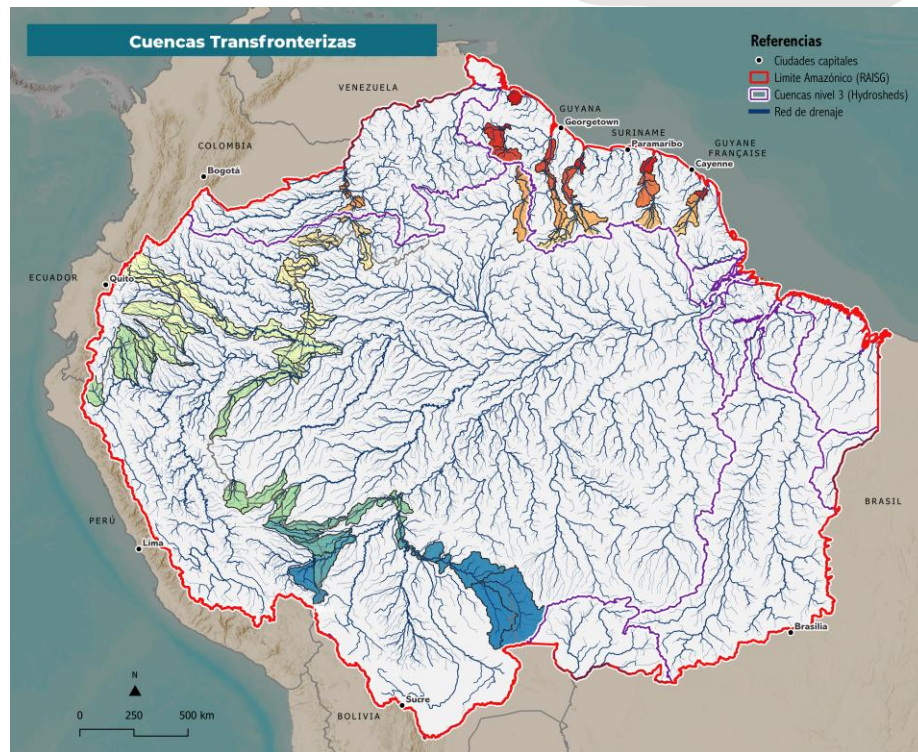 Cuencas Transfronterizas
Referencias
Ciudades capitales
Limite Amazónico (RAISG)
Cuencas nivel 3 (Hydrosheds)
Red de drenaje
VENEZUELA
GUYANA
Georgetown
SURINAME
Paramaribo
GUYANE
FRANÇAISE
Cayenne
COLOMBIA
Bogotá
ECUADOR
Quito
BRASIL
PERÚ
Lima
Brasilia
N
0 250 500 km
Sucre
BOLIVIA